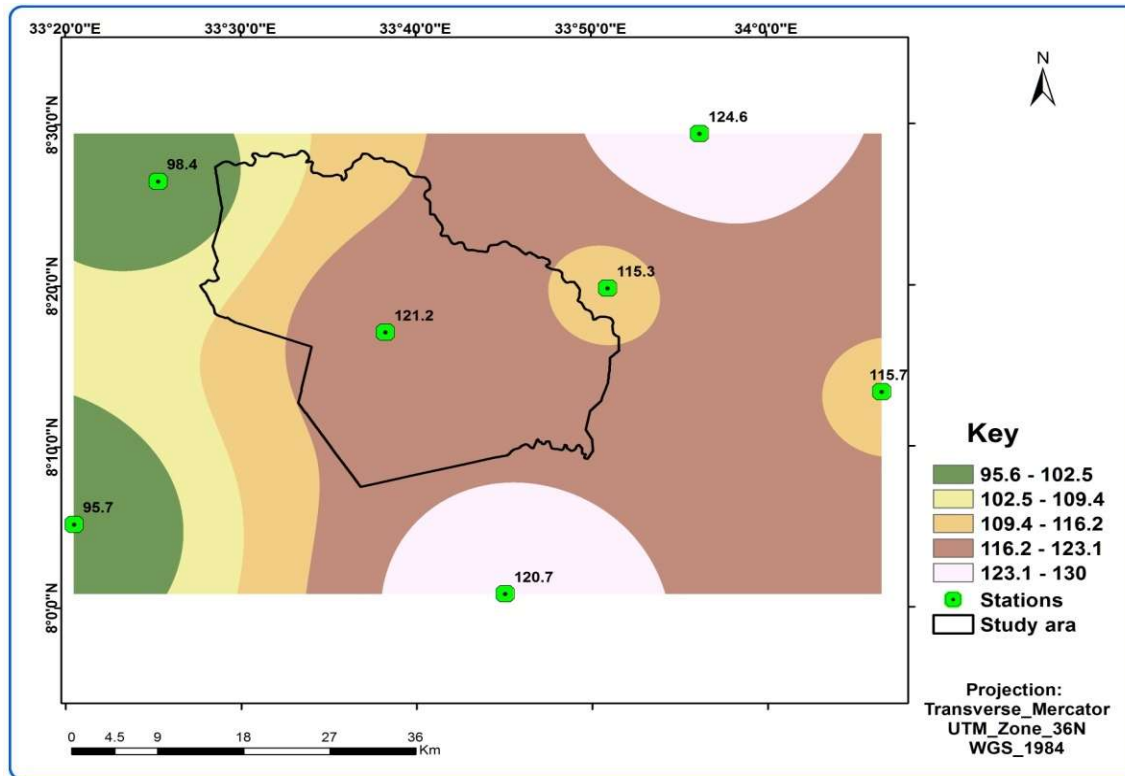 33°20'0"E
33°30'0"E
33°40'0"E
33°50'0"E
34°0'0"E
N
8°30'0"N
8°20'0"N
8°10'0"N
8°0'0"N
124.6
98.4
115.3
121.2
115.7
95.7
120.7
Key
95.6 - 102.5
102.5 - 109.4
109.4 - 116.2
116.2 - 123.1
123.1 - 130
Stations
Study ara
Projection:
Transverse_Mercator
UTM_Zone_36N
WGS_1984
0 4.5 9 18 27 36
Km